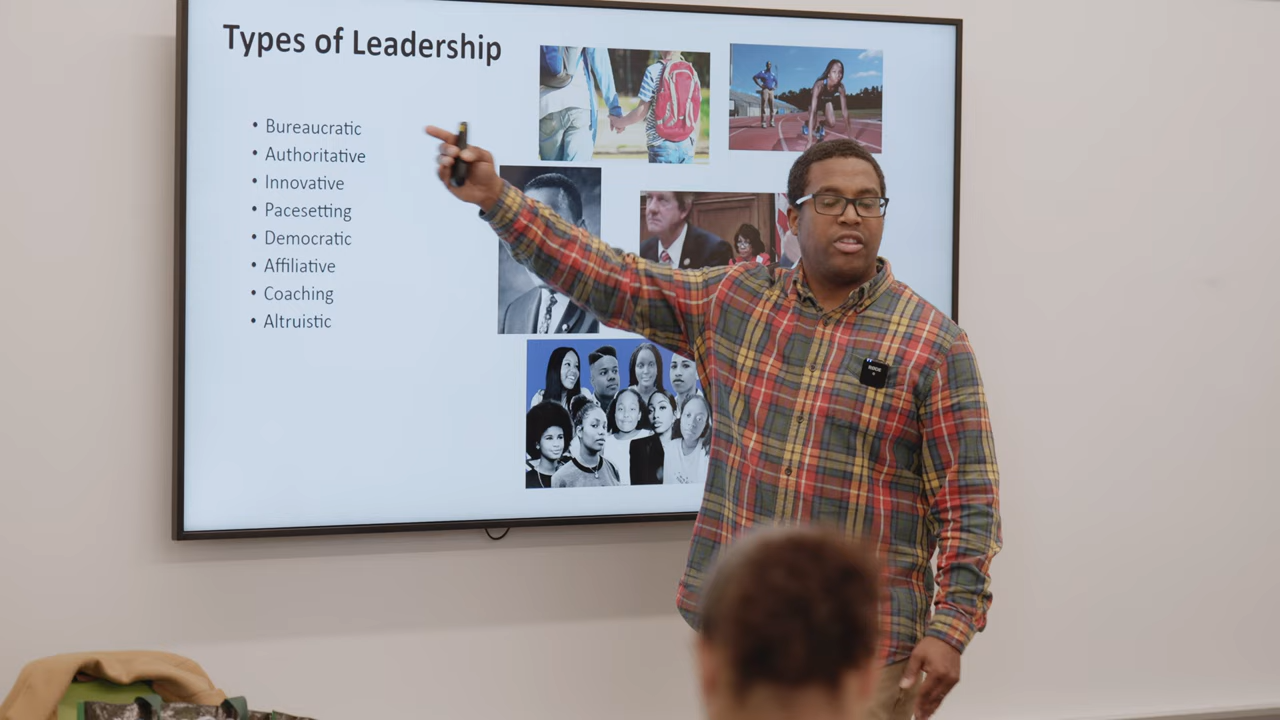 Types of Leadership
• Bureaucratic
• Authoritative
• Innovative
• Pacesetting
• Democratic
• Affiliative
• Coaching
• Altruistic